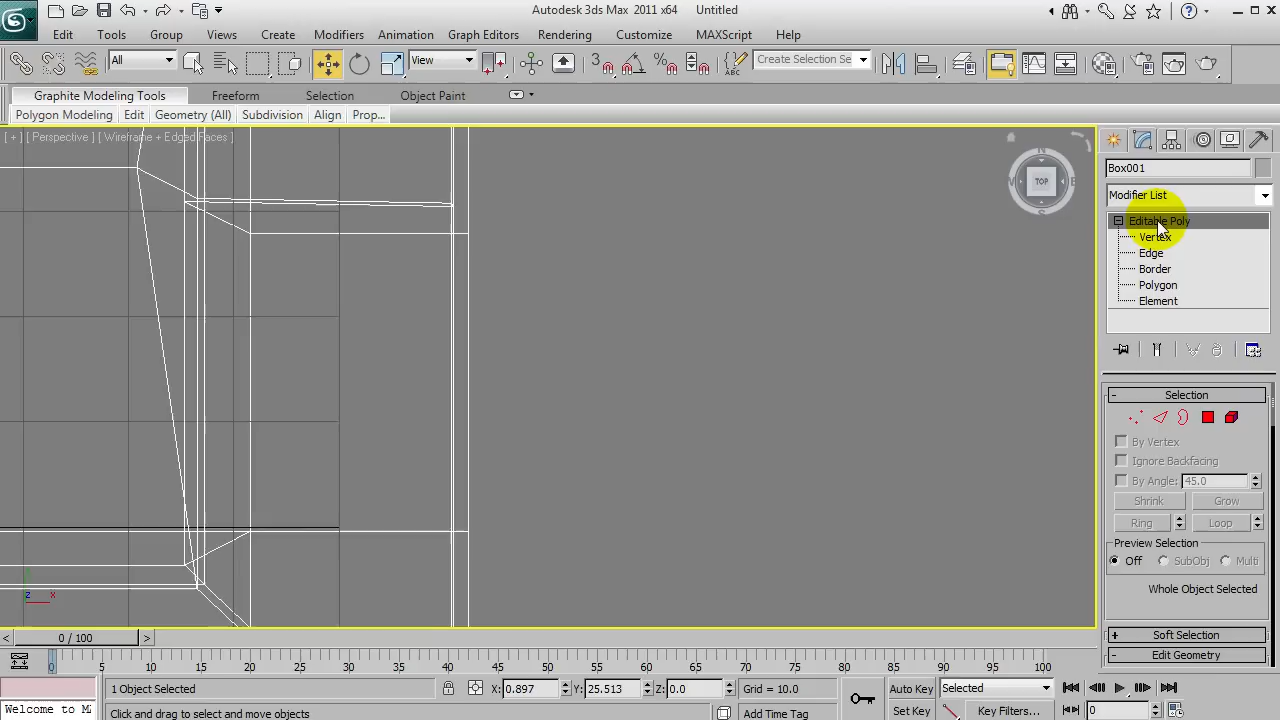 Autodesk 3ds Max 2011 x64 Untitled
Edit Tools Group Views Create Modifiers Animation Graph Editors Rendering Customize MAXScript Help
All View 3 Create Selection Se
Graphite Modeling Tools Freeform Selection Object Paint
Polygon Modeling Edit Geometry (All) Subdivision Align Prop...
[ + ] [ Perspective ] [ Wireframe + Edged Faces ]
N
TOP
S
z x
Box001
Modifier List
Editable Poly
Vertex
Edge
Border
Polygon
Element
Selection
By Vertex
Ignore Backfacing
By Angle: 45.0
Shrink Grow
Ring Loop
Preview Selection
Off SubObj Multi
Whole Object Selected
Soft Selection
Edit Geometry
< 0 / 100 >
0 5 10 15 20 25 30 35 40 45 50 55 60 65 70 75 80 85 90 95 100
1 Object Selected X: 0.897 Y: 25.513 Z: 0.0 Grid = 10.0 Auto Key Selected
Welcome to MA Click and drag to select and move objects Add Time Tag Set Key Key Filters... 0